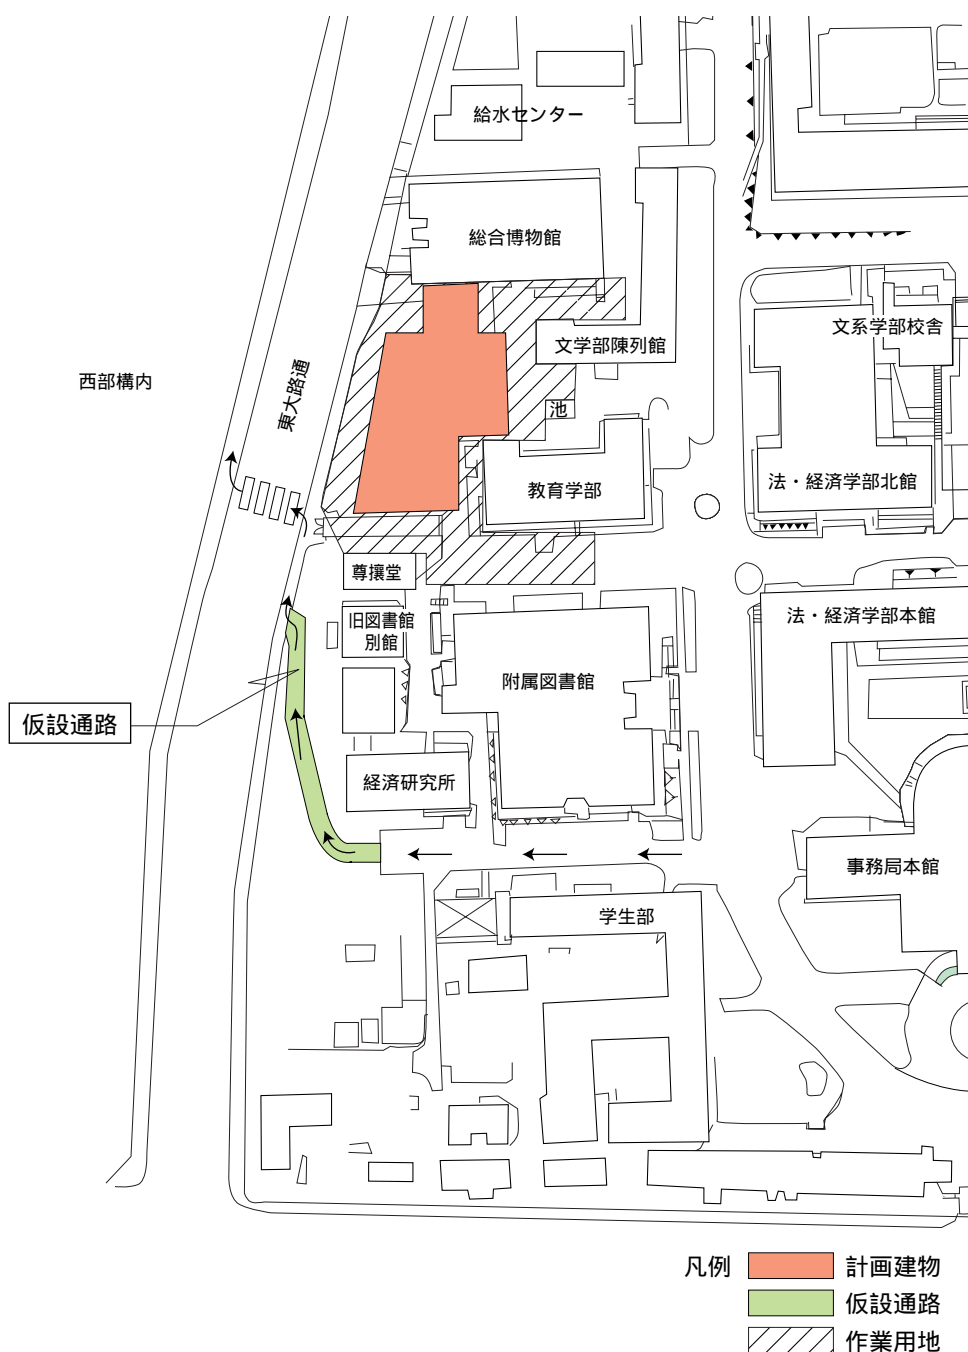 給水センター
総合博物館
文系学部校舎
文学部陳列館
西部構内
東大路通
池
法・経済学部北館
教育学部
尊攘堂
旧図書館
別館
法・経済学部本館
附属図書館
仮設通路
経済研究所
事務局本館
学生部
凡例
計画建物
仮設通路
作業用地